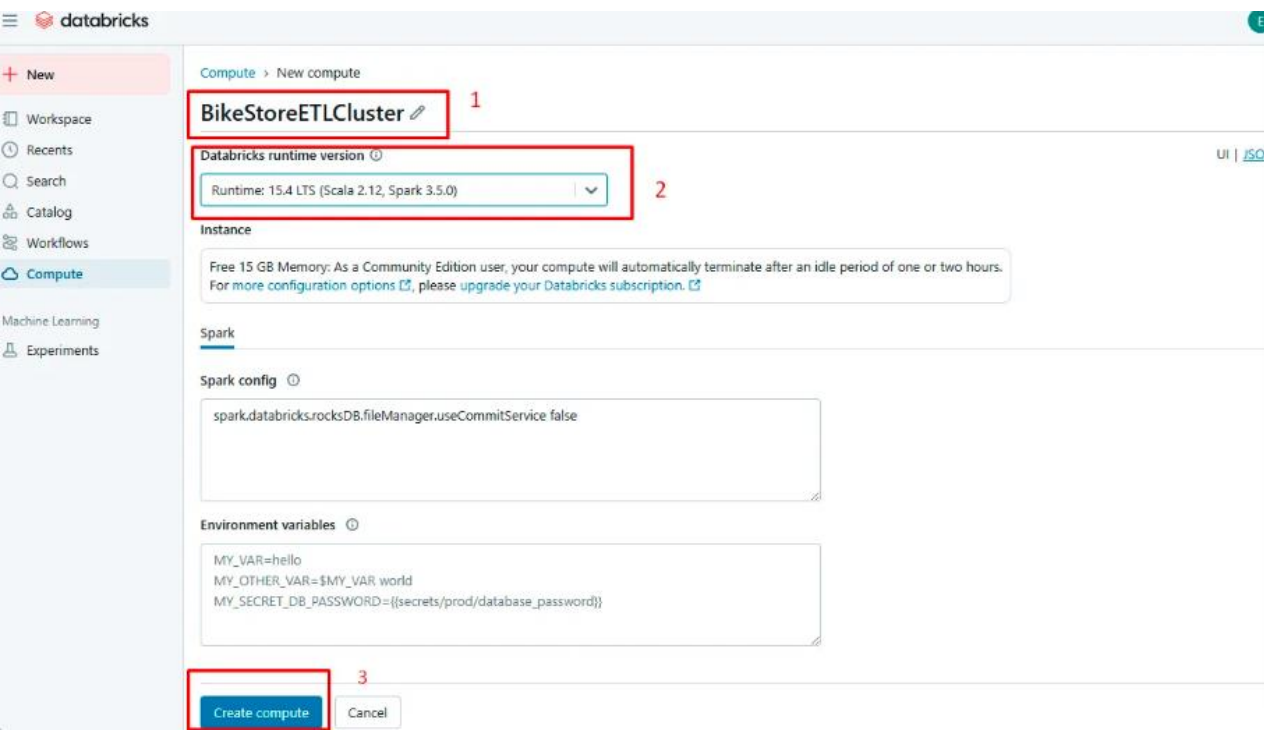 databricks
E
New
Compute > New compute
Workspace
BikeStoreETLCluster
1
Recents
Databricks runtime version
UI | JSO
Search
Runtime: 15.4 LTS (Scala 2.12, Spark 3.5.0)
2
Catalog
Instance
Workflows
Compute
Free 15 GB Memory: As a Community Edition user, your compute will automatically terminate after an idle period of one or two hours.
For more configuration options, please upgrade your Databricks subscription.
Machine Learning
Experiments
Spark
Spark config
spark.databricks.rocksDB.fileManager.useCommitService false
Environment variables
MY_VAR=hello
MY_OTHER_VAR=$MY_VAR world
MY_SECRET_DB_PASSWORD={{secrets/prod/database_password}}
3
Create compute
Cancel